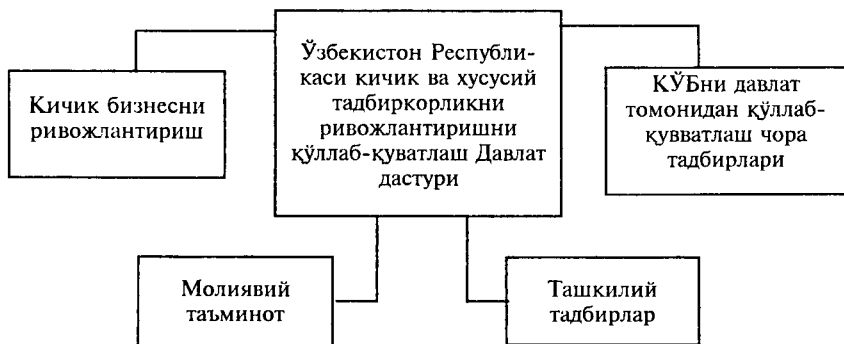 Кичик бизнесни
ривожлантириш
Ўзбекистон Республи-
каси кичик ва хусусий
тадбиркорликни
ривожлантиришни
қўллаб-қуватлаш Давлат
дастури
КЎБни давлат
томонидан қўллаб-
қувватлаш чора
тадбирлари
Молиявий
таъминот
Ташкилий
тадбирлар